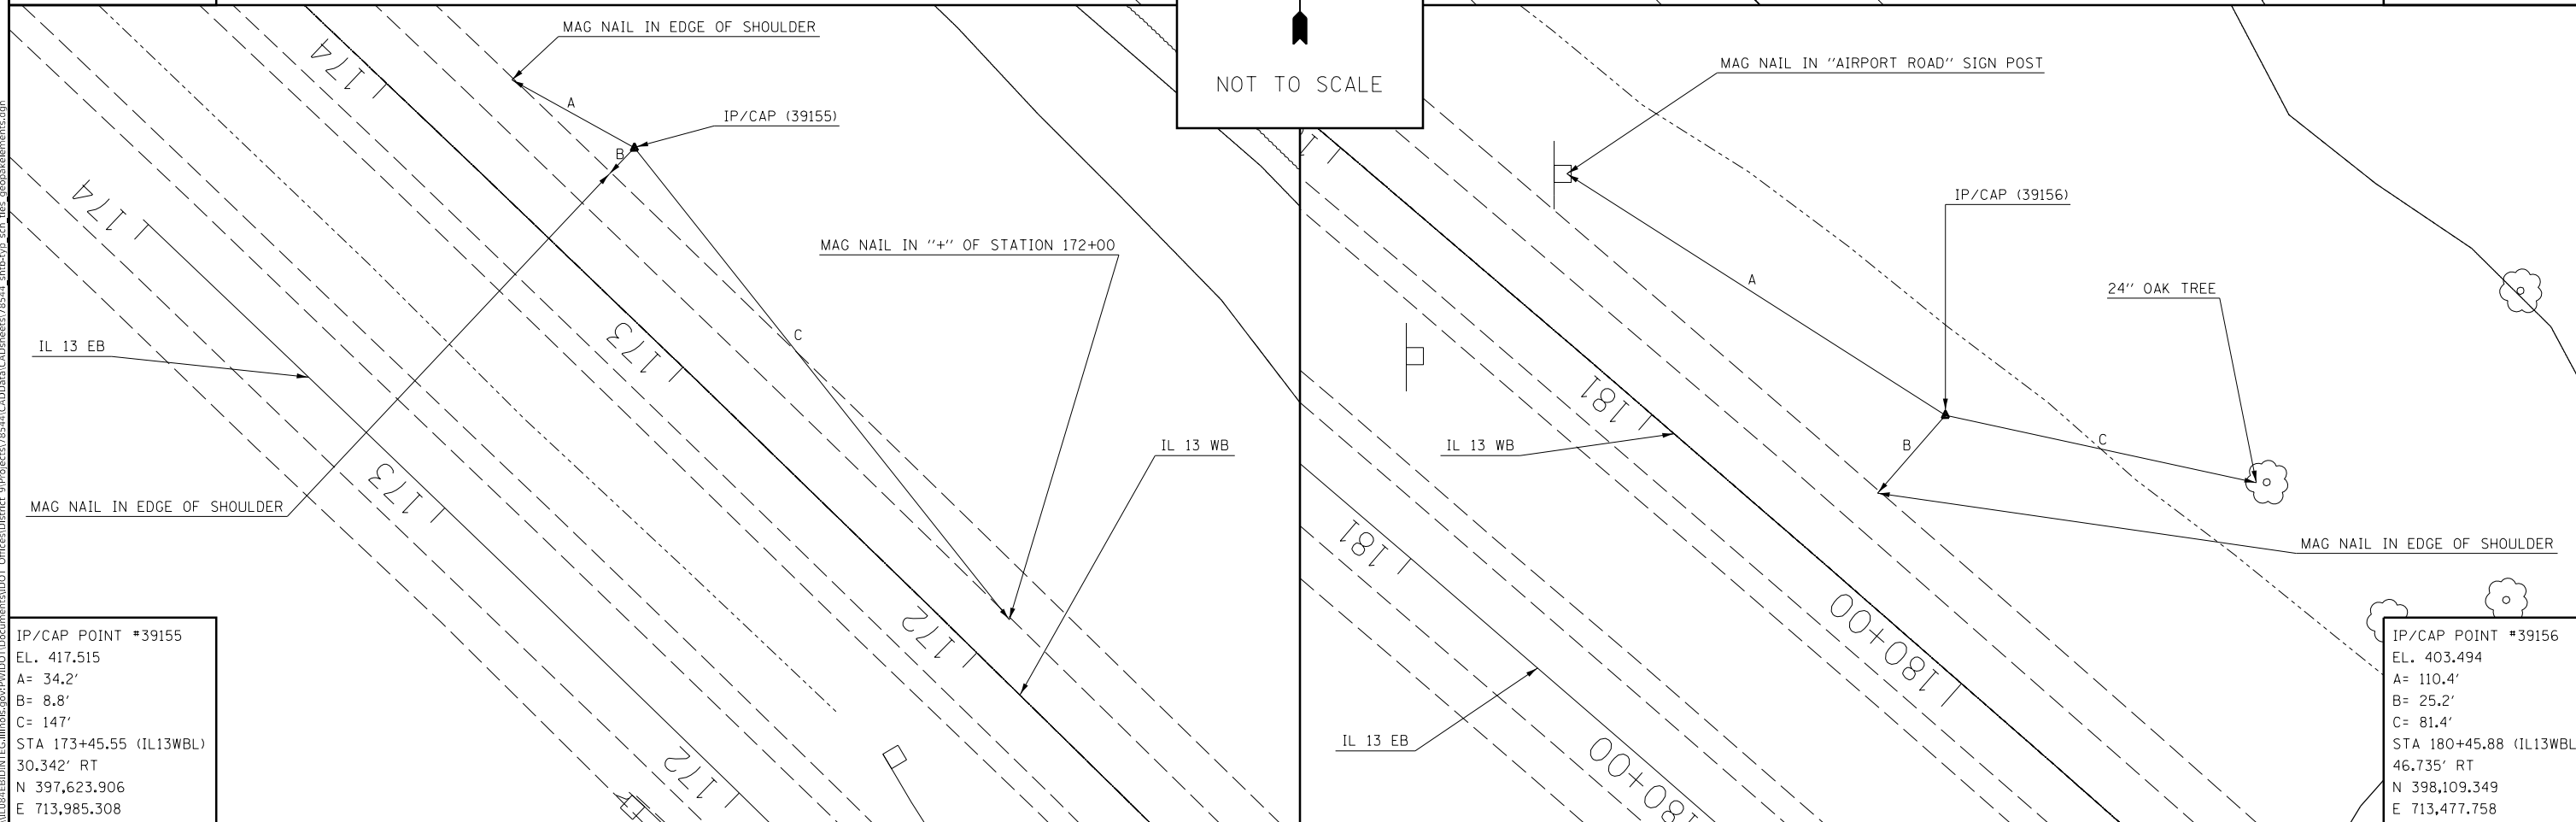 MAG NAIL IN EDGE OF SHOULDER
A
IP/CAP (39155)
B
174
174
MAG NAIL IN "+" OF STATION 172+00
C
173
IL 13 EB
IL 13 WB
173
MAG NAIL IN EDGE OF SHOULDER
172
172
IP/CAP POINT #39155
EL. 417.515
A= 34.2'
B= 8.8'
C= 147'
STA 173+45.55 (IL13WBL)
30.342' RT
N 397,623.906
E 713,985.308
NOT TO SCALE
MAG NAIL IN "AIRPORT ROAD" SIGN POST
IP/CAP (39156)
A
24" OAK TREE
181
IL 13 WB
B
C
181
MAG NAIL IN EDGE OF SHOULDER
180+00
IL 13 EB
180+00
IP/CAP POINT #39156
EL. 403.494
A= 110.4'
B= 25.2'
C= 81.4'
STA 180+45.88 (IL13WBL
46.735' RT
N 398,109.349
E 713,477.758